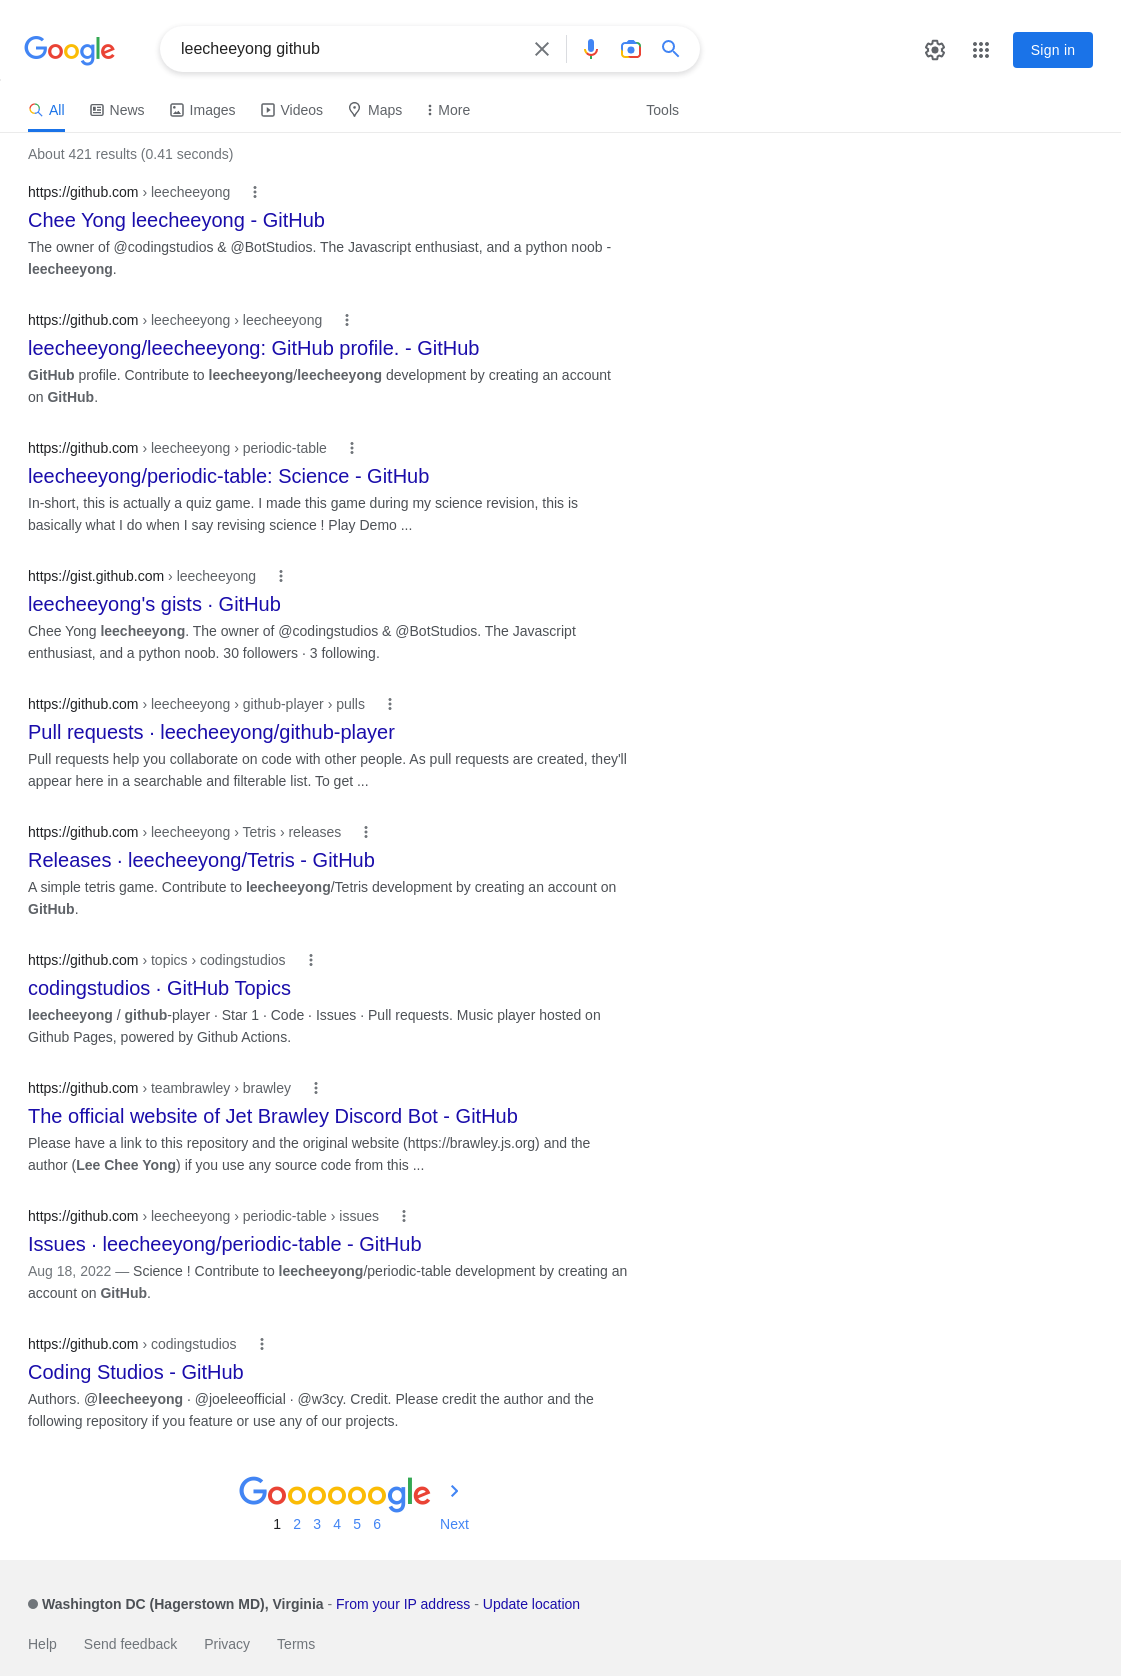 Google
leecheeyong github
Sign in
All News Images Videos Maps More Tools
About 421 results (0.41 seconds)
https://github.com › leecheeyong
Chee Yong leecheeyong - GitHub
The owner of @codingstudios & @BotStudios. The Javascript enthusiast, and a python noob -
leecheeyong.
https://github.com › leecheeyong › leecheeyong
leecheeyong/leecheeyong: GitHub profile. - GitHub
GitHub profile. Contribute to leecheeyong/leecheeyong development by creating an account
on GitHub.
https://github.com › leecheeyong › periodic-table
leecheeyong/periodic-table: Science - GitHub
In-short, this is actually a quiz game. I made this game during my science revision, this is
basically what I do when I say revising science ! Play Demo ...
https://gist.github.com › leecheeyong
leecheeyong's gists · GitHub
Chee Yong leecheeyong. The owner of @codingstudios & @BotStudios. The Javascript
enthusiast, and a python noob. 30 followers · 3 following.
https://github.com › leecheeyong › github-player › pulls
Pull requests · leecheeyong/github-player
Pull requests help you collaborate on code with other people. As pull requests are created, they'll
appear here in a searchable and filterable list. To get ...
https://github.com › leecheeyong › Tetris › releases
Releases · leecheeyong/Tetris - GitHub
A simple tetris game. Contribute to leecheeyong/Tetris development by creating an account on
GitHub.
https://github.com › topics › codingstudios
codingstudios · GitHub Topics
leecheeyong / github-player · Star 1 · Code · Issues · Pull requests. Music player hosted on
Github Pages, powered by Github Actions.
https://github.com › teambrawley › brawley
The official website of Jet Brawley Discord Bot - GitHub
Please have a link to this repository and the original website (https://brawley.js.org) and the
author (Lee Chee Yong) if you use any source code from this ...
https://github.com › leecheeyong › periodic-table › issues
Issues · leecheeyong/periodic-table - GitHub
Aug 18, 2022 — Science ! Contribute to leecheeyong/periodic-table development by creating an
account on GitHub.
https://github.com › codingstudios
Coding Studios - GitHub
Authors. @leecheeyong · @joeleeofficial · @w3cy. Credit. Please credit the author and the
following repository if you feature or use any of our projects.
Goooooogle
1 2 3 4 5 6 Next
Washington DC (Hagerstown MD), Virginia - From your IP address - Update location
Help Send feedback Privacy Terms